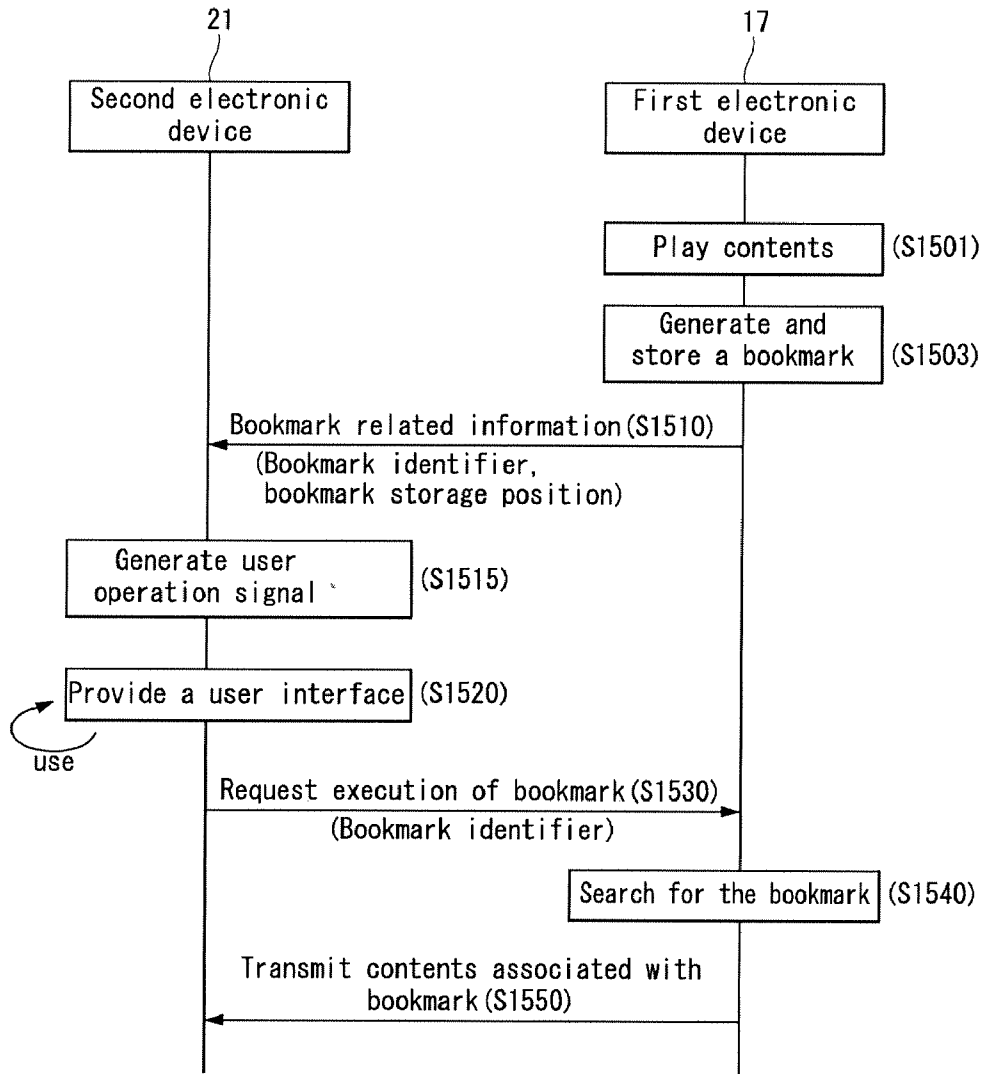 21
17
Second electronic
device
First electronic
device
Play contents
(S1501)
Generate and
store a bookmark
(S1503)
Bookmark related information(S1510)
(Bookmark identifier,
bookmark storage position)
Generate user
operation signal
(S1515)
Provide a user interface
(S1520)
use
Request execution of bookmark(S1530)
(Bookmark identifier)
Search for the bookmark
(S1540)
Transmit contents associated with
bookmark(S1550)